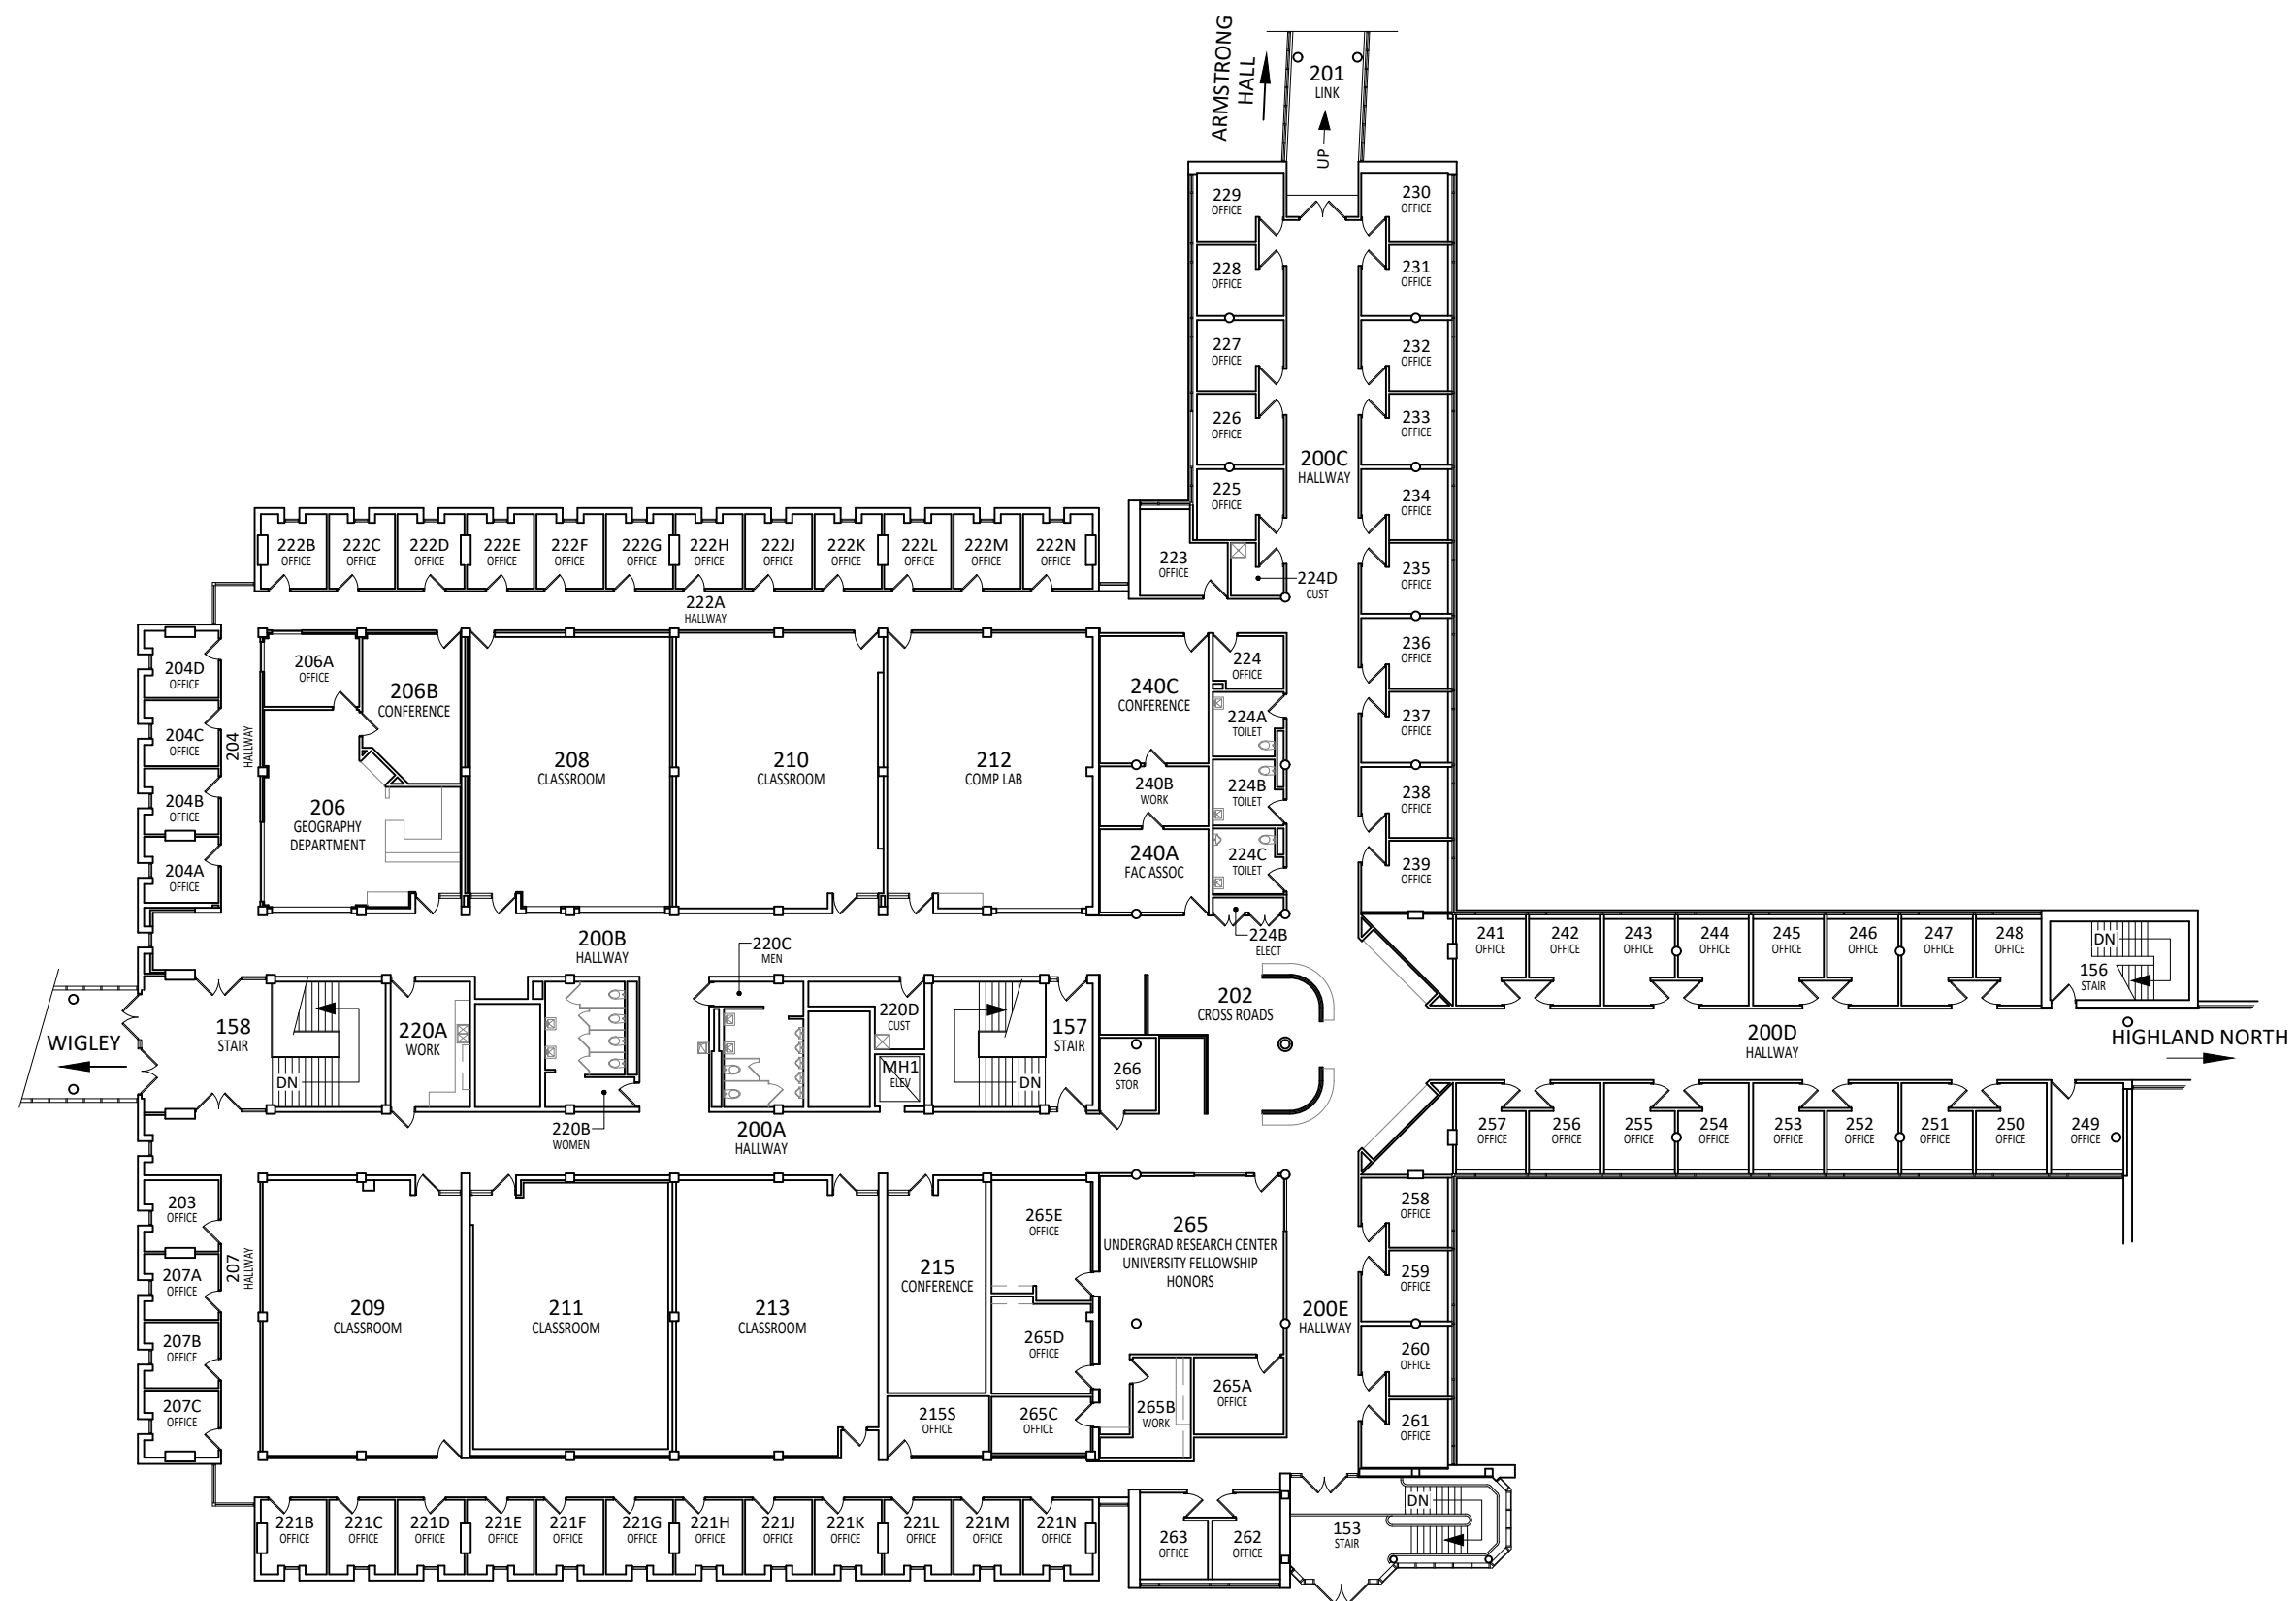 ARMSTRONG
HALL
201
LINK
UP
229
OFFICE
230
OFFICE
228
OFFICE
231
OFFICE
227
OFFICE
232
OFFICE
226
OFFICE
233
OFFICE
200C
HALLWAY
225
OFFICE
234
OFFICE
222B
OFFICE
222C
OFFICE
222D
OFFICE
222E
OFFICE
222F
OFFICE
222G
OFFICE
222H
OFFICE
222J
OFFICE
222K
OFFICE
222L
OFFICE
222M
OFFICE
222N
OFFICE
223
OFFICE
224D
CUST
235
OFFICE
222A
HALLWAY
204D
OFFICE
206A
OFFICE
206B
CONFERENCE
240C
CONFERENCE
224
OFFICE
236
OFFICE
204C
OFFICE
204
HALLWAY
208
CLASSROOM
210
CLASSROOM
212
COMP LAB
224A
TOILET
237
OFFICE
204B
OFFICE
206
GEOGRAPHY
DEPARTMENT
240B
WORK
224B
TOILET
238
OFFICE
204A
OFFICE
240A
FAC ASSOC
224C
TOILET
239
OFFICE
200B
HALLWAY
220C
MEN
224B
ELECT
241
OFFICE
242
OFFICE
243
OFFICE
244
OFFICE
245
OFFICE
246
OFFICE
247
OFFICE
248
OFFICE
DN
156
STAIR
WIGLEY
158
STAIR
DN
220A
WORK
220B
WOMEN
220D
CUST
MH1
ELEV
157
STAIR
DN
202
CROSS ROADS
266
STOR
200D
HALLWAY
HIGHLAND NORTH
200A
HALLWAY
257
OFFICE
256
OFFICE
255
OFFICE
254
OFFICE
253
OFFICE
252
OFFICE
251
OFFICE
250
OFFICE
249
OFFICE
203
OFFICE
207
HALLWAY
207A
OFFICE
207B
OFFICE
207C
OFFICE
209
CLASSROOM
211
CLASSROOM
213
CLASSROOM
215
CONFERENCE
265E
OFFICE
265
UNDERGRAD RESEARCH CENTER
UNIVERSITY FELLOWSHIP
HONORS
258
OFFICE
259
OFFICE
200E
HALLWAY
265D
OFFICE
260
OFFICE
215S
OFFICE
265C
OFFICE
265B
WORK
265A
OFFICE
261
OFFICE
221B
OFFICE
221C
OFFICE
221D
OFFICE
221E
OFFICE
221F
OFFICE
221G
OFFICE
221H
OFFICE
221J
OFFICE
221K
OFFICE
221L
OFFICE
221M
OFFICE
221N
OFFICE
263
OFFICE
262
OFFICE
153
STAIR
DN